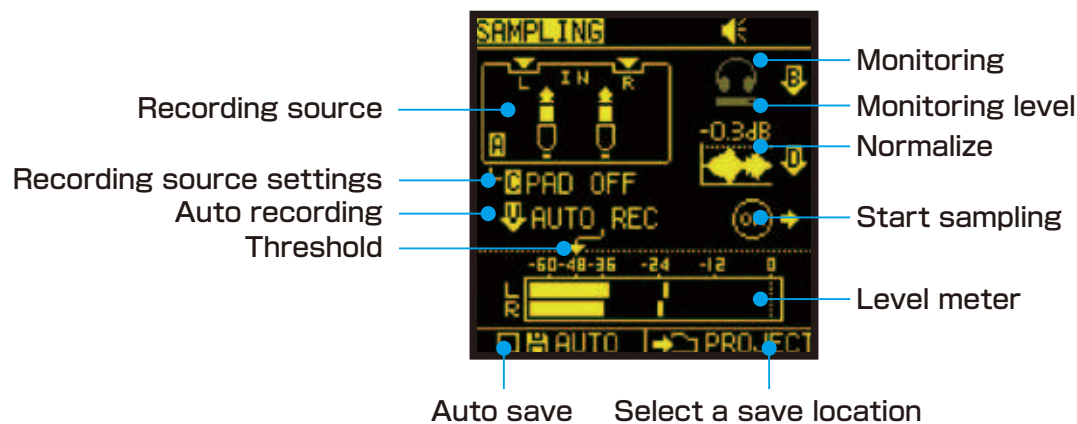 SAMPLING
Monitoring
B
L IN R
Recording source
Monitoring level
-0.3dB
A
Normalize
D
Recording source settings
C PAD OFF
Auto recording
V AUTO REC
OK
Start sampling
Threshold
-60-48-36 -24 -12 0
L
R
Level meter
AUTO
PROJECT
Auto save
Select a save location